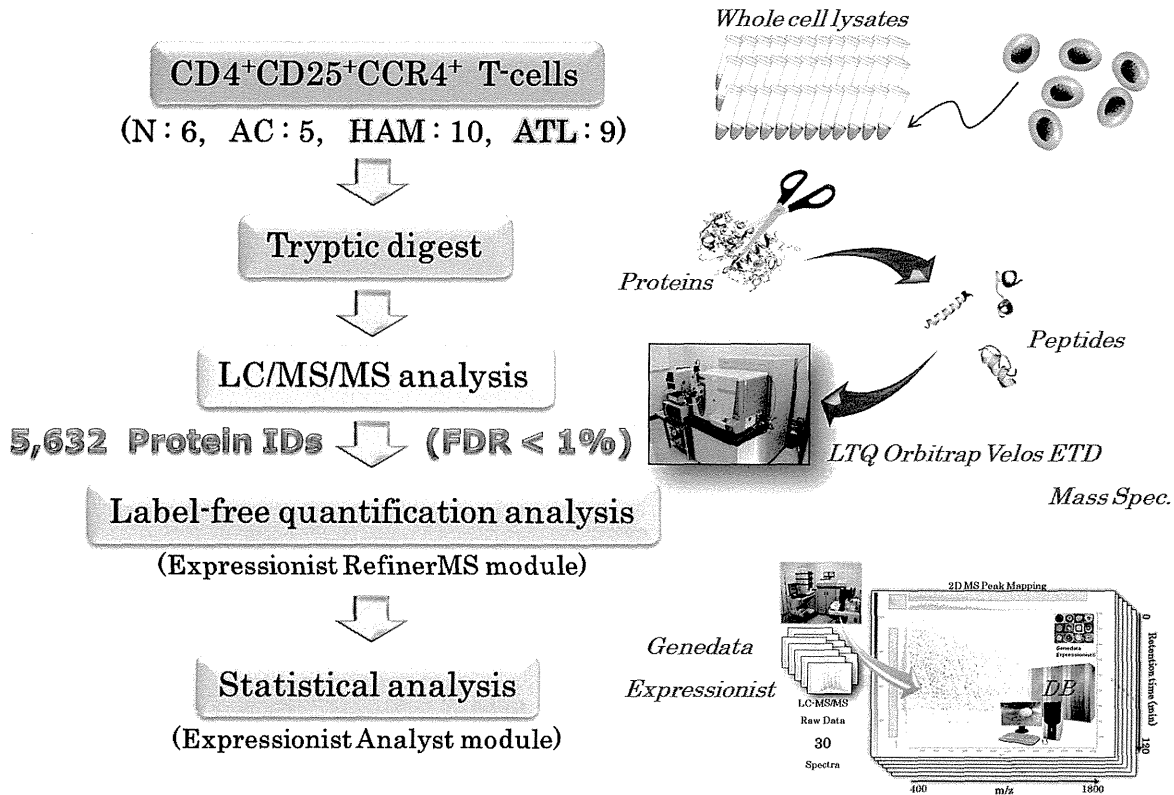 Whole cell lysates
CD4⁺CD25⁺CCR4⁺ T-cells
(N : 6, AC : 5, HAM : 10, ATL : 9)
Tryptic digest
Proteins
Peptides
LC/MS/MS analysis
5,632 Protein IDs (FDR < 1%)
LTQ Orbitrap Velos ETD
Mass Spec.
Label-free quantification analysis
(Expressionist RefinerMS module)
Statistical analysis
(Expressionist Analyst module)
Genedata
Expressionist
LC-MS/MS
Raw Data
30
Spectra
2D MS Peak Mapping
Genedata
Expressionist®
DB
0
Retention time (min)
120
400 m/z 1800